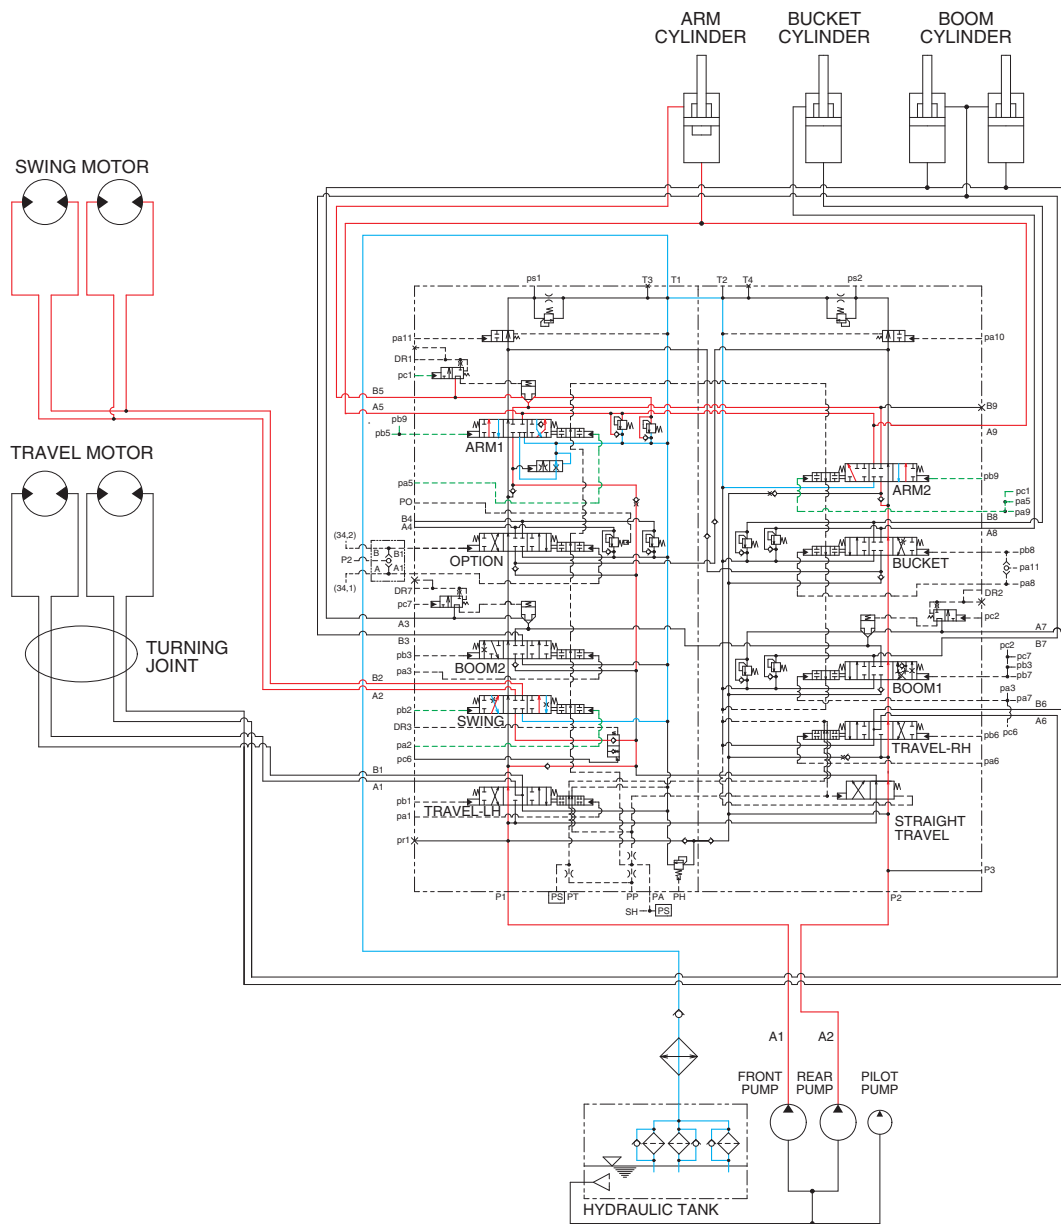 ARM
CYLINDER
BUCKET
CYLINDER
BOOM
CYLINDER
SWING MOTOR
TRAVEL MOTOR
TURNING
JOINT
ps1
T3
T1
T2
T4
ps2
pa11
pa10
DR1
pc1
B5
A5
B9
A9
pb9
pb5
ARM1
ARM2
pb9
pa5
PO
pc1
pa5
pa9
B4
A4
B8
A8
(34,2)
B
B1
P2
A
A1
(34,1)
OPTION
BUCKET
pb8
pa11
pa8
DR7
pc7
DR2
pc2
A3
B3
A7
B7
pb3
BOOM2
pa3
BOOM1
pc2
pc7
pb3
pb7
B2
A2
pa3
pa7
pc6
pb2
SWING
DR3
pa2
pc6
B6
A6
TRAVEL-RH
pb6
pa6
B1
A1
pb1
TRAVEL-LH
pa1
STRAIGHT
TRAVEL
pr1
P3
P1
PS
PT
PP
PA
PH
P2
SH
PS
A1
A2
FRONT
PUMP
REAR
PUMP
PILOT
PUMP
HYDRAULIC TANK